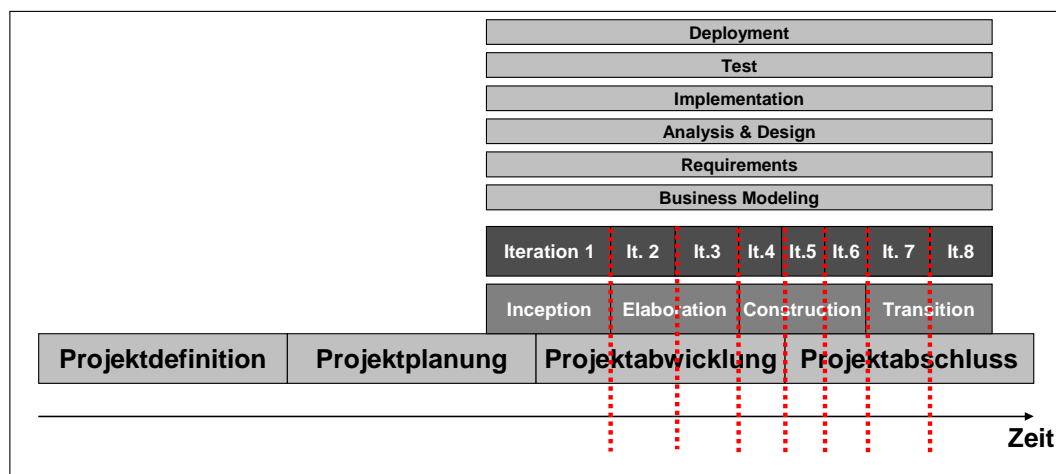 Deployment
Test
Implementation
Analysis & Design
Requirements
Business Modeling
Iteration 1 It. 2 It.3 It.4 It.5 It.6 It. 7 It.8
Inception Elaboration Construction Transition
Projektdefinition Projektplanung Projektabwicklung Projektabschluss
Zeit